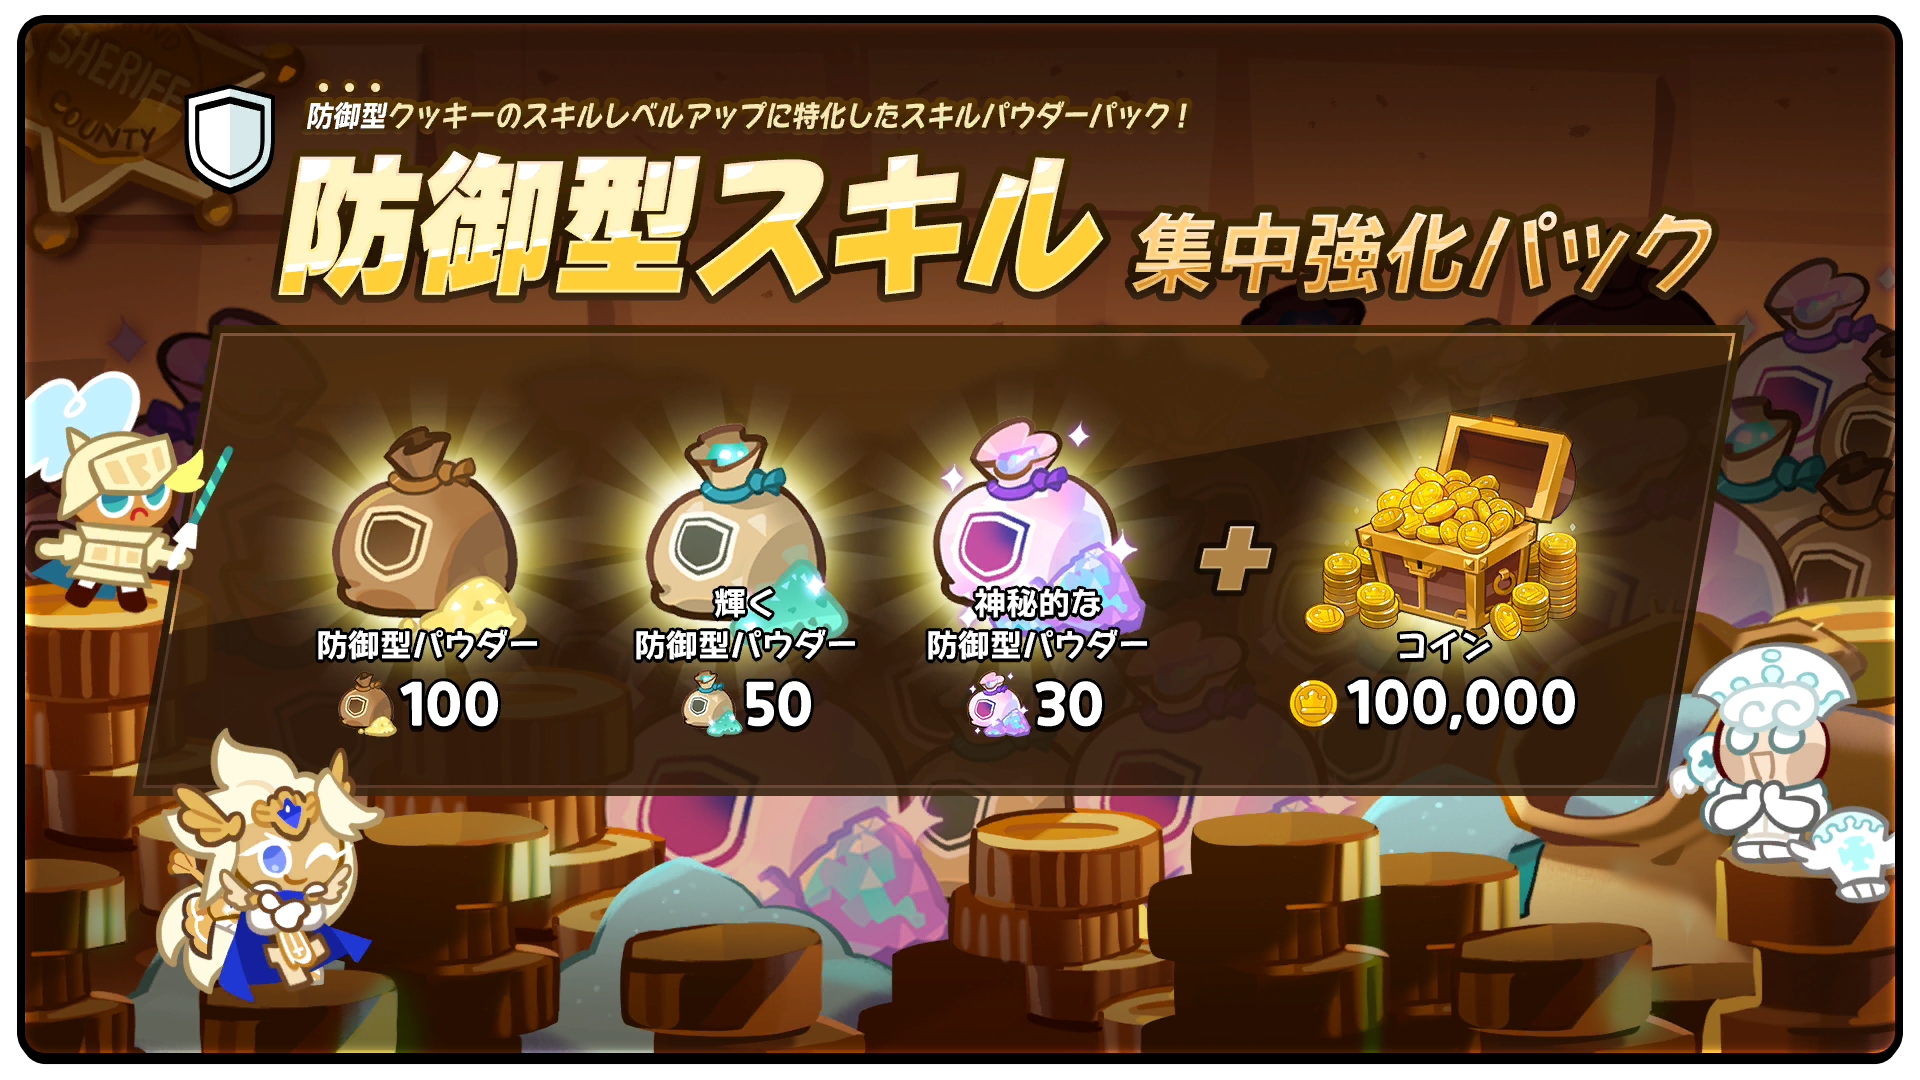 SHERIFF
COUNTY
防御型クッキーのスキルレベルアップに特化したスキルパウダーパック！
防御型スキル 集中強化パック
防御型パウダー
100
輝く
防御型パウダー
50
神秘的な
防御型パウダー
30
+
コイン
100,000